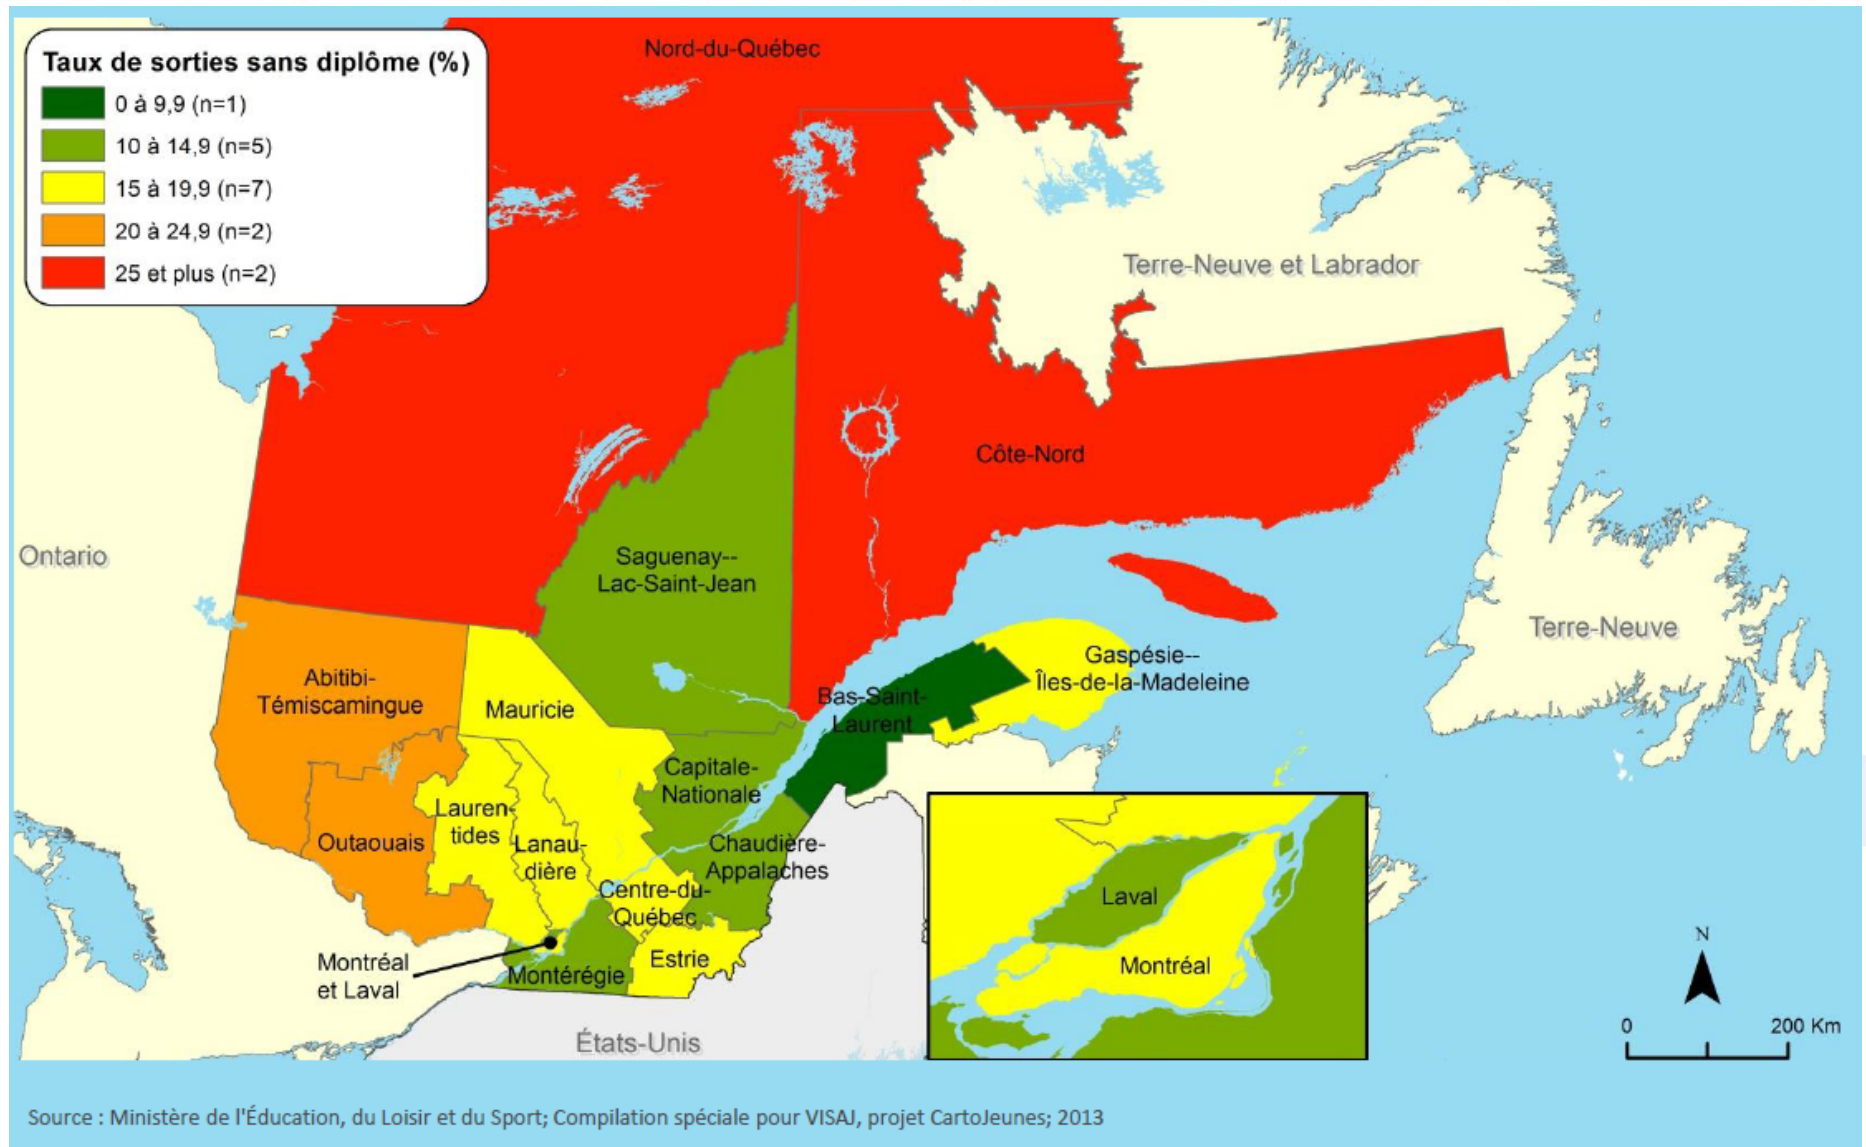 Taux de sorties sans diplôme (%)
0 à 9,9 (n=1)
10 à 14,9 (n=5)
15 à 19,9 (n=7)
20 à 24,9 (n=2)
25 et plus (n=2)
Nord-du-Québec
Terre-Neuve et Labrador
Côte-Nord
Ontario
Saguenay--
Lac-Saint-Jean
Terre-Neuve
Gaspésie--
Îles-de-la-Madeleine
Abitibi-
Témiscamingue
Mauricie
Bas-Saint-
Laurent
Capitale-
Nationale
Lauren-
tides
Outaouais
Lanau-
dière
Chaudière-
Appalaches
Centre-du-
Québec
Laval
Montréal
Estrie
Montérégie
Montréal
et Laval
États-Unis
N
0 200 Km
Source : Ministère de l'Éducation, du Loisir et du Sport; Compilation spéciale pour VISAJ, projet CartoJeunes; 2013